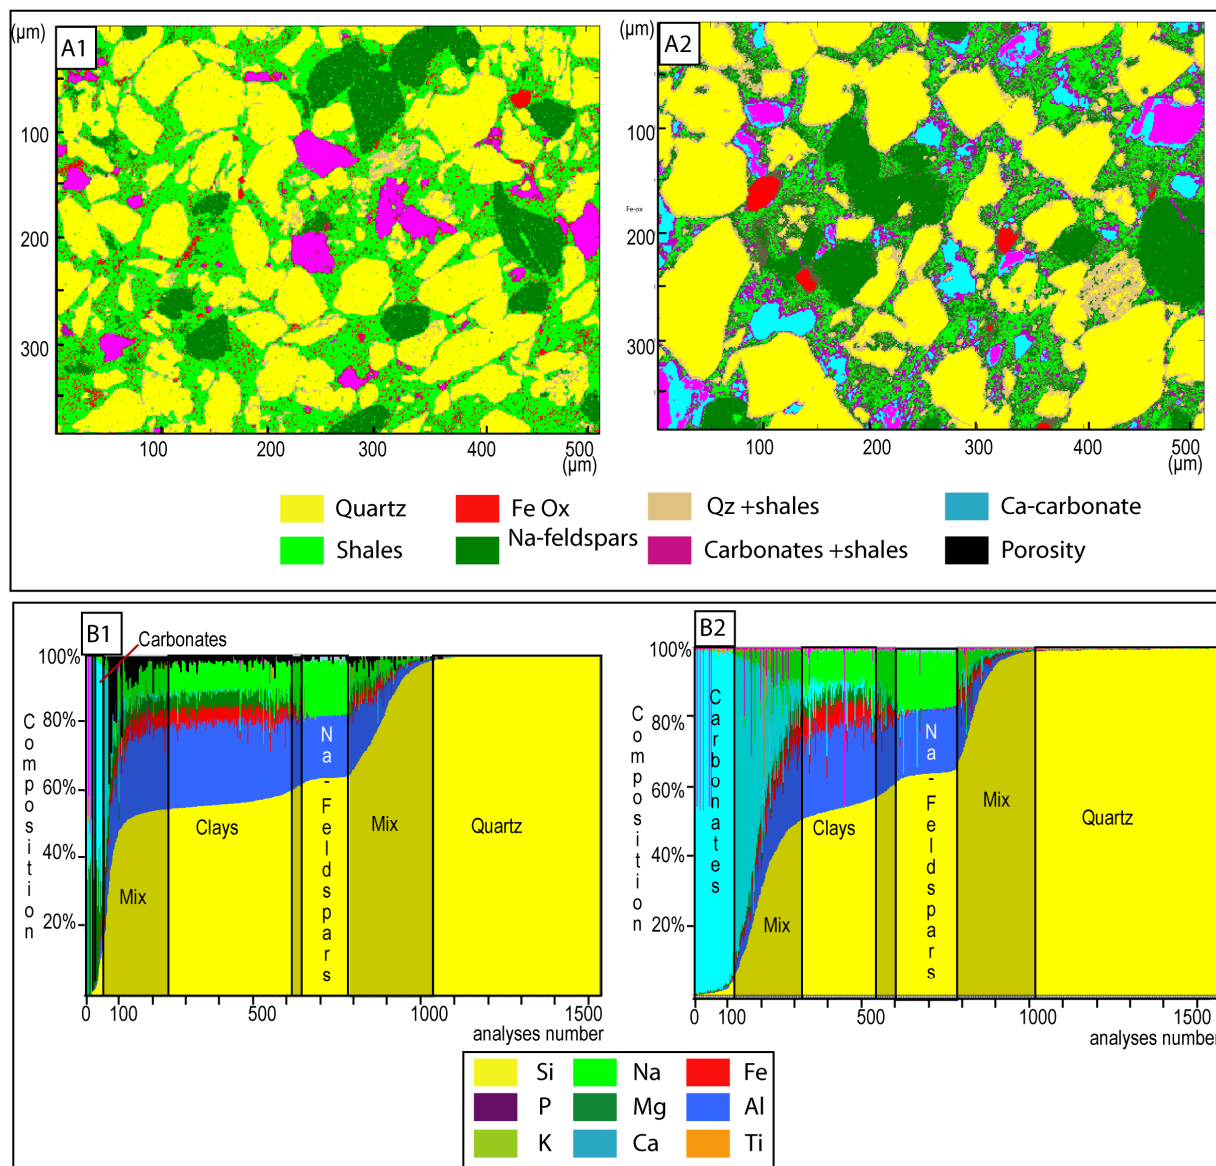 (µm)
A1
100
200
300
100
200
300
400
500
(µm)
(µm)
A2
100
Fe-ox
200
300
100
200
300
400
500
(µm)
Quartz
Fe Ox
Qz +shales
Ca-carbonate
Shales
Na-feldspars
Carbonates +shales
Porosity
B1
Carbonates
100%
80%
60%
40%
20%
Composition
Mix
Clays
Na-Feldspars
Mix
Quartz
0
100
500
1000
1500
analyses number
B2
100%
80%
60%
40%
20%
Composition
Carbonates
Mix
Clays
Na-Feldspars
Mix
Quartz
0
100
500
1000
1500
analyses number
Si
Na
Fe
P
Mg
Al
K
Ca
Ti